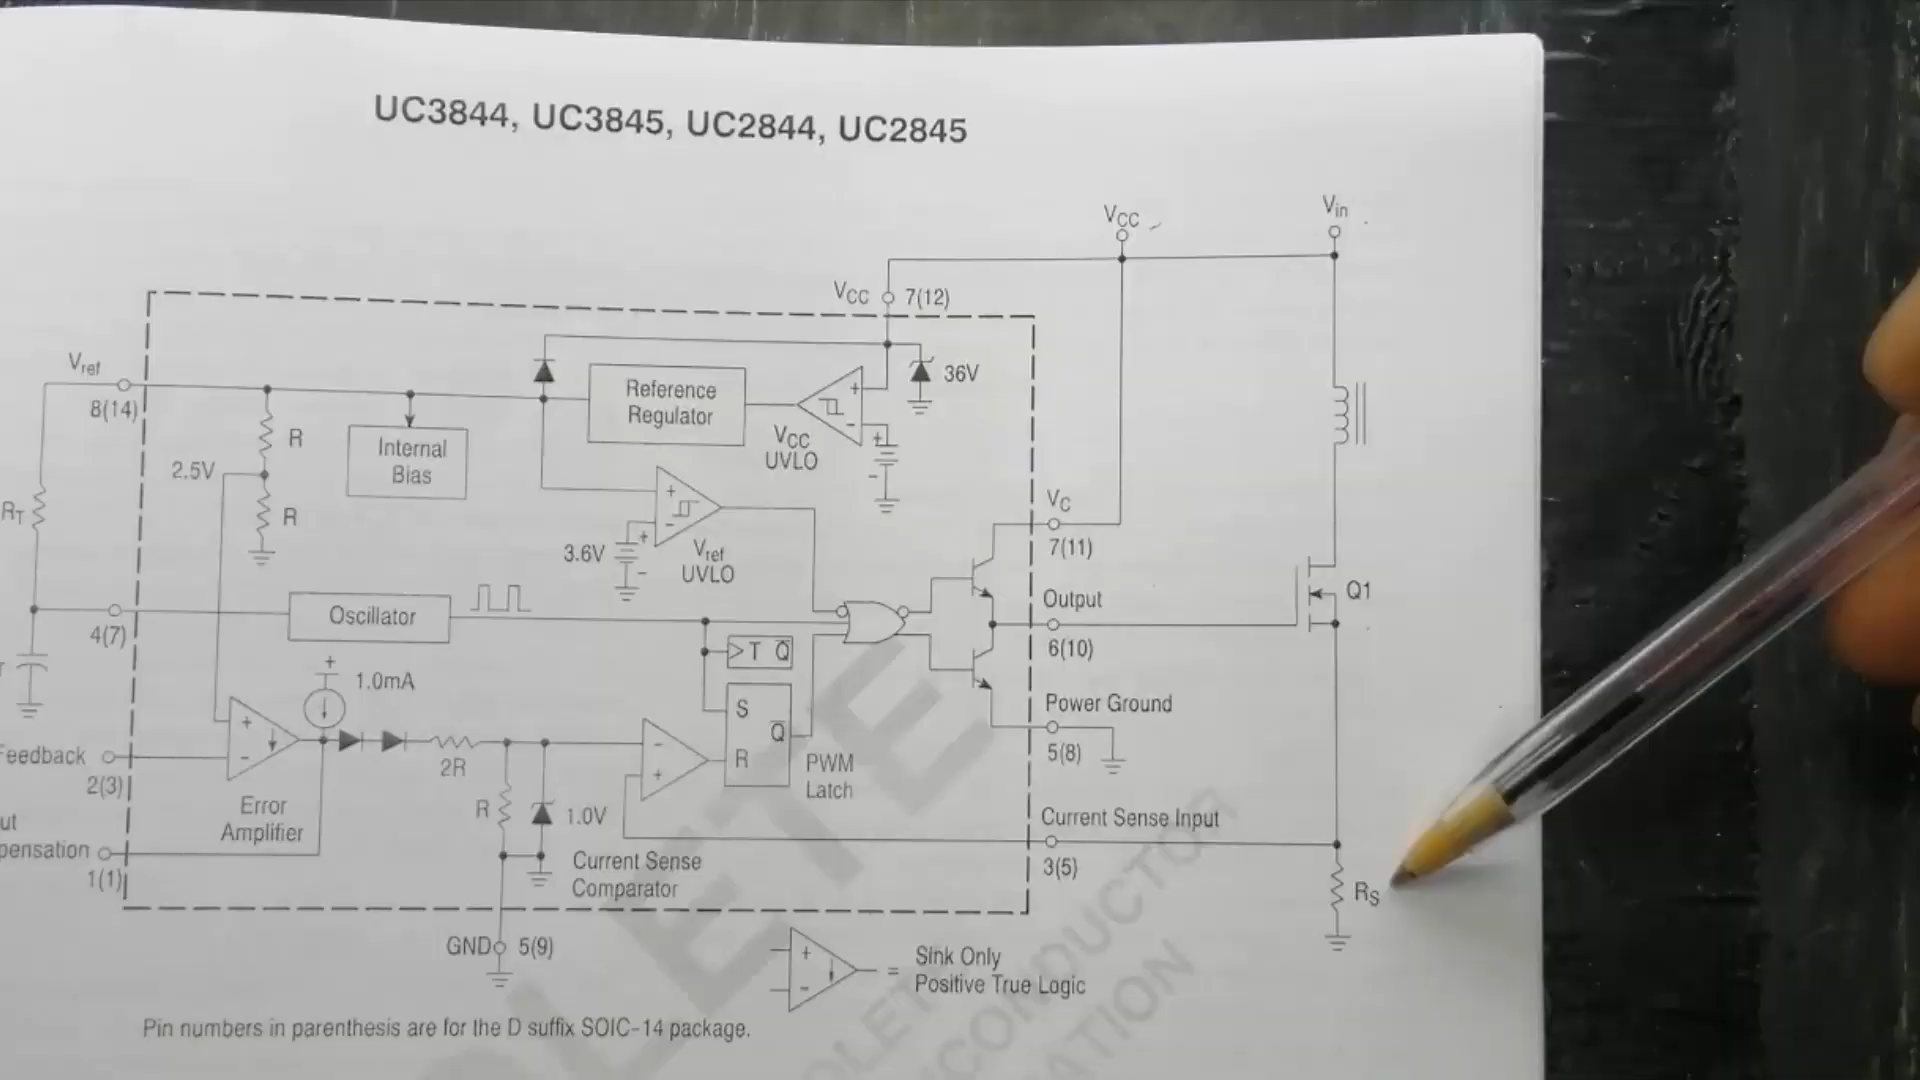 UC3844, UC3845, UC2844, UC2845
VCC
Vin
VCC 7(12)
Vref
8(14)
Reference
Regulator
+
-
36V
VCC
UVLO
+
-
R
Internal
Bias
2.5V
R
RT
+
-
3.6V
+
-
Vref
UVLO
VC
7(11)
Output
6(10)
Q1
Oscillator
4(7)
T Q
+
1.0mA
S
Q
R
PWM
Latch
Power Ground
5(8)
+
-
Feedback
2(3)
Error
Amplifier
2R
R
1.0V
-
+
Current Sense
Comparator
Current Sense Input
3(5)
RS
ut
pensation
1(1)
GND 5(9)
+
-
= Sink Only
Positive True Logic
Pin numbers in parenthesis are for the D suffix SOIC-14 package.